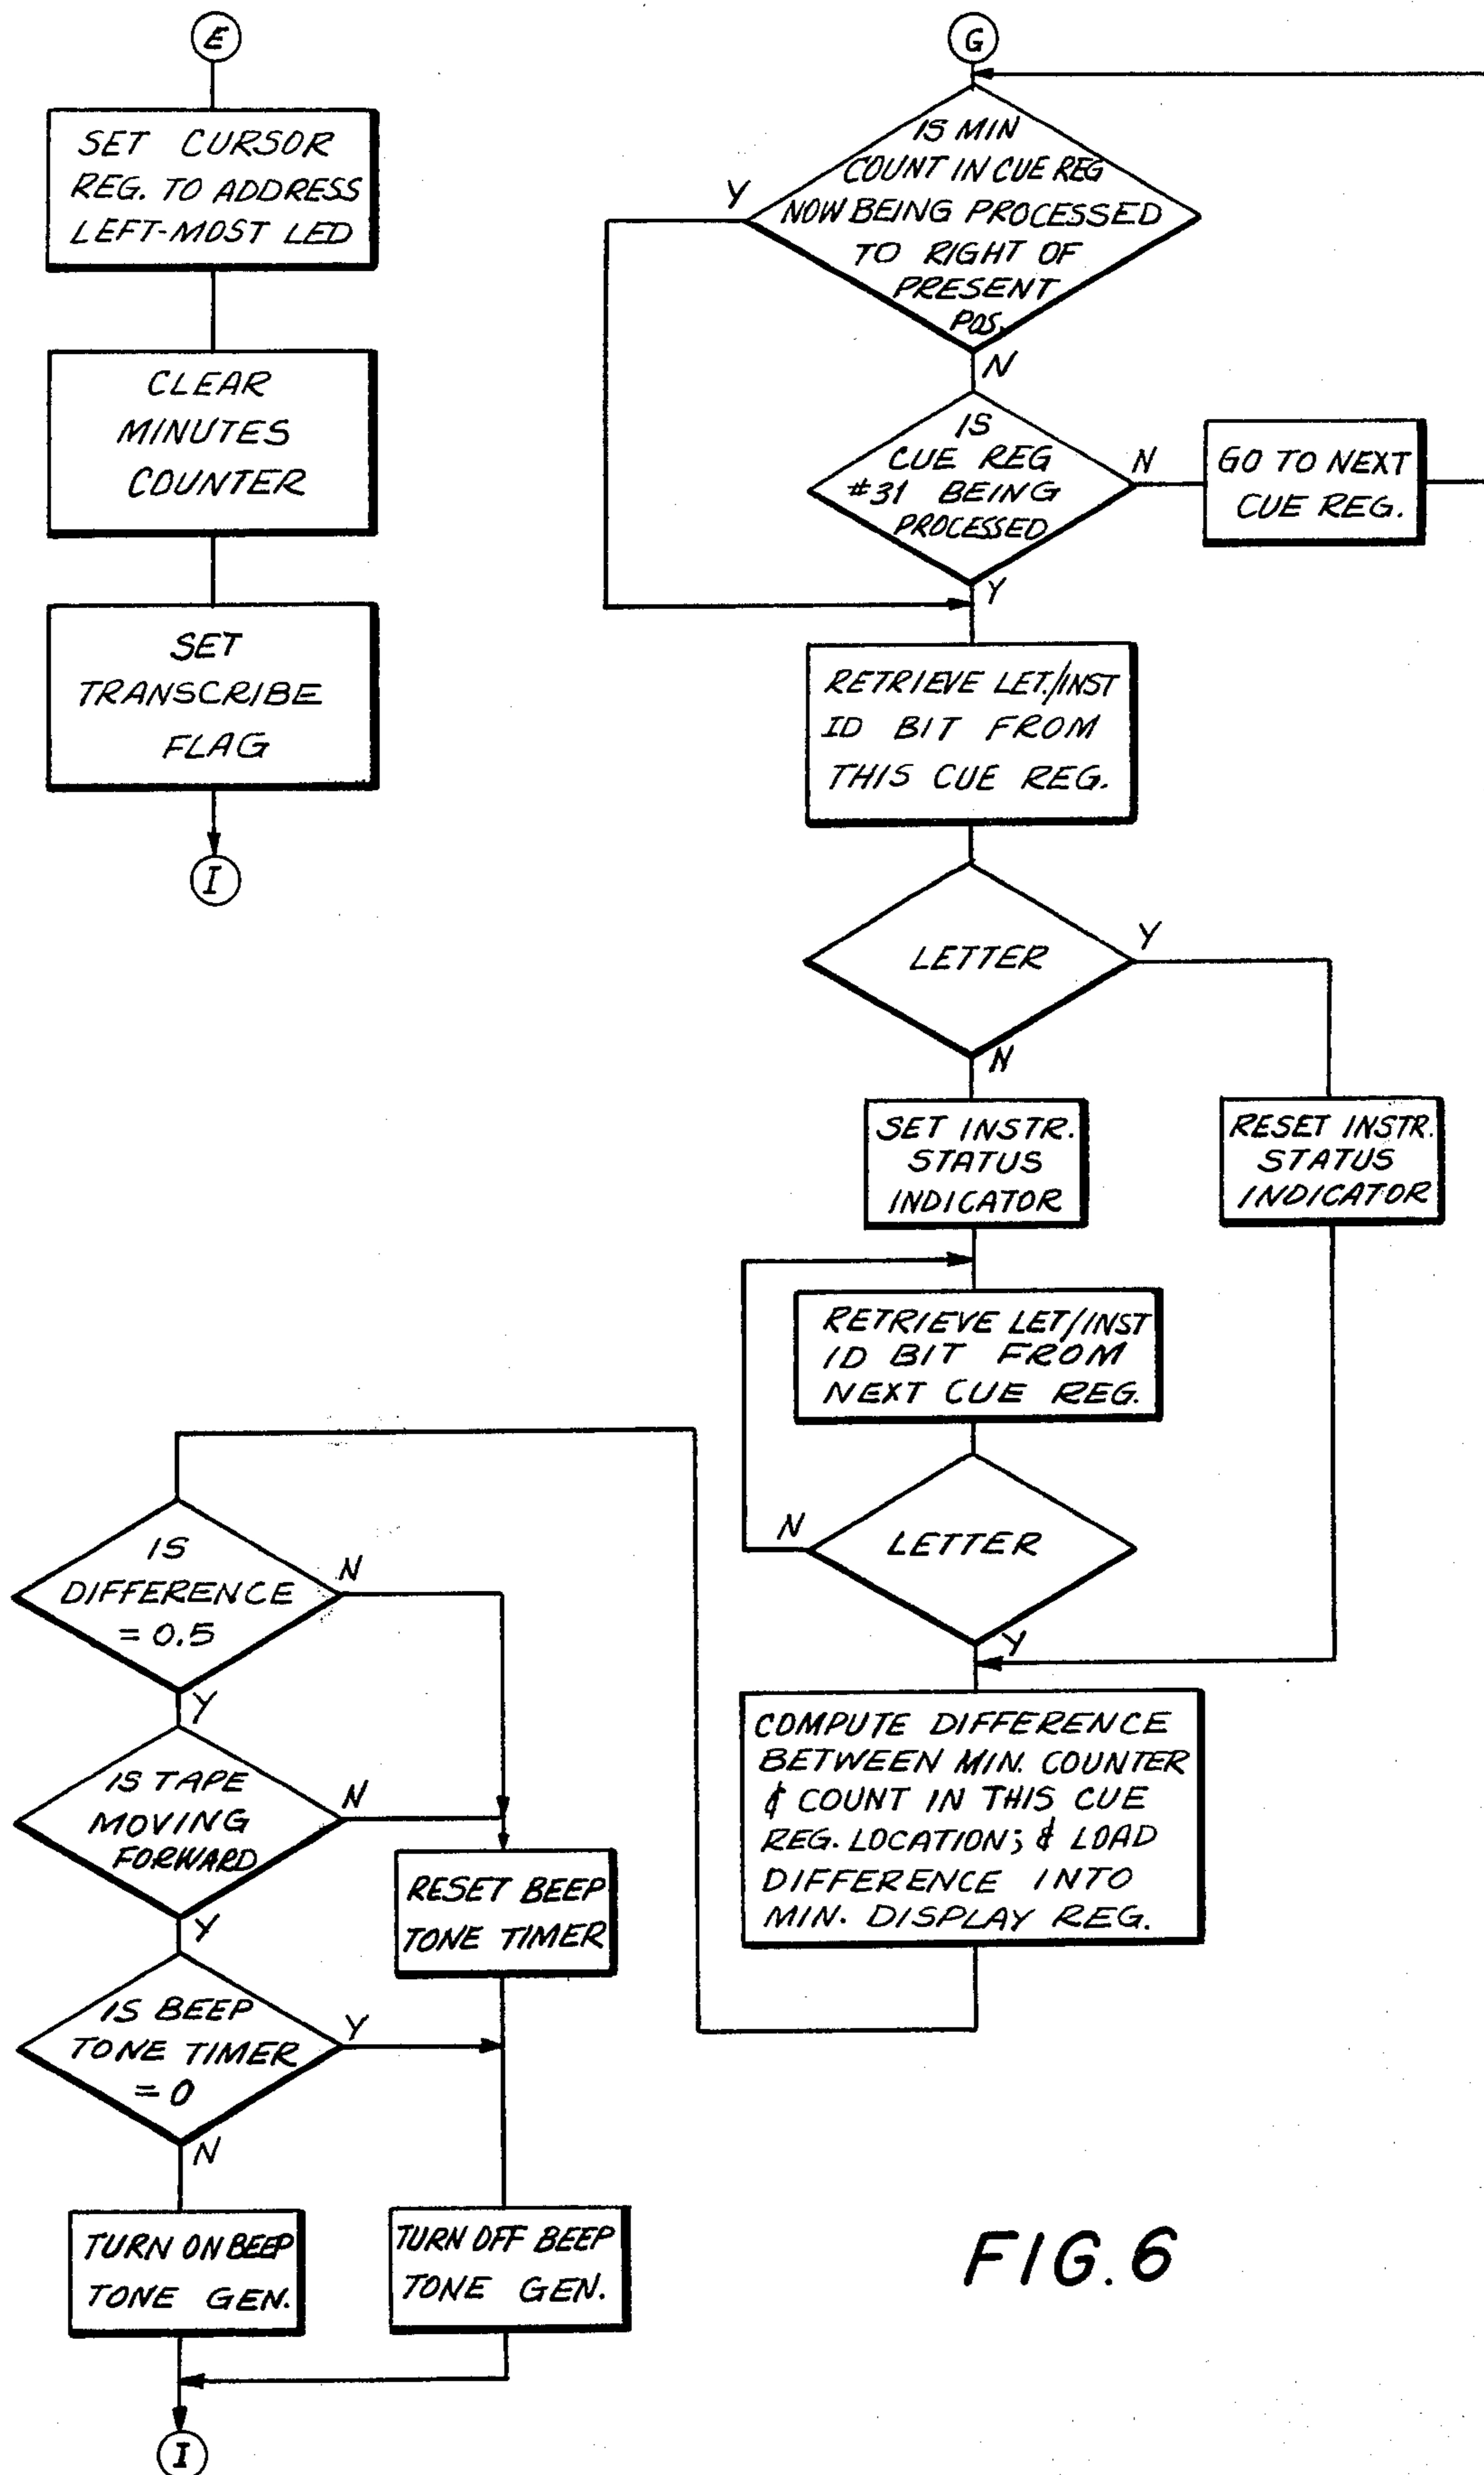 E
SET CURSOR
REG. TO ADDRESS
LEFT-MOST LED
CLEAR
MINUTES
COUNTER
SET
TRANSCRIBE
FLAG
I
G
IS MIN
COUNT IN CUE REG
NOW BEING PROCESSED
TO RIGHT OF
PRESENT
POS.
Y
N
IS
CUE REG
#31 BEING
PROCESSED
N
GO TO NEXT
CUE REG.
Y
RETRIEVE LET./INST
ID BIT FROM
THIS CUE REG.
LETTER
Y
N
SET INSTR.
STATUS
INDICATOR
RESET INSTR.
STATUS
INDICATOR
RETRIEVE LET/INST
ID BIT FROM
NEXT CUE REG.
LETTER
N
Y
COMPUTE DIFFERENCE
BETWEEN MIN. COUNTER
& COUNT IN THIS CUE
REG. LOCATION; & LOAD
DIFFERENCE INTO
MIN. DISPLAY REG.
IS
DIFFERENCE
= 0.5
N
Y
IS TAPE
MOVING
FORWARD
N
Y
RESET BEEP
TONE TIMER
IS BEEP
TONE TIMER
= 0
Y
N
TURN ON BEEP
TONE GEN.
TURN OFF BEEP
TONE GEN.
I
FIG. 6